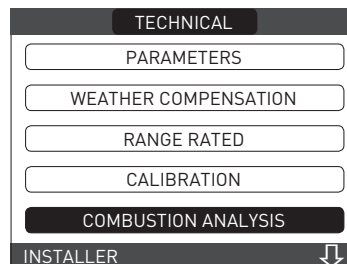 TECHNICAL
PARAMETERS
WEATHER COMPENSATION
RANGE RATED
CALIBRATION
COMBUSTION ANALYSIS
INSTALLER